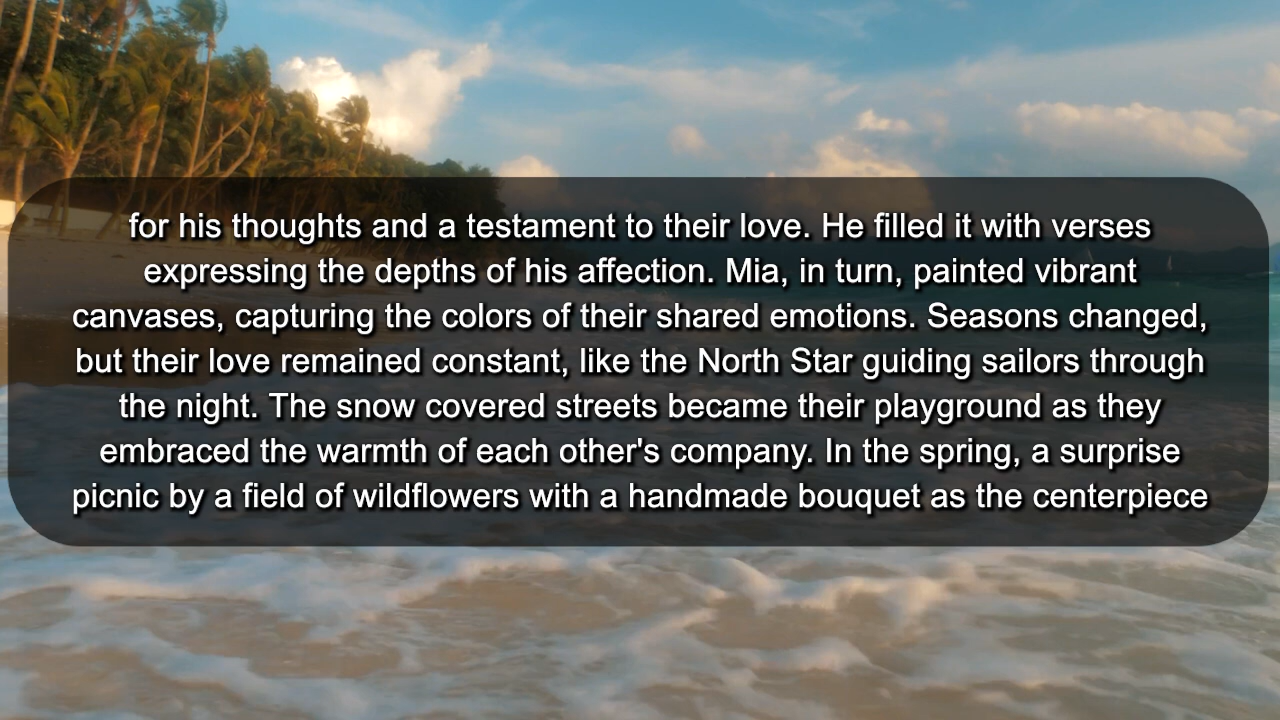 for his thoughts and a testament to their love. He filled it with verses
expressing the depths of his affection. Mia, in turn, painted vibrant
canvases, capturing the colors of their shared emotions. Seasons changed,
but their love remained constant, like the North Star guiding sailors through
the night. The snow covered streets became their playground as they
embraced the warmth of each other's company. In the spring, a surprise
picnic by a field of wildflowers with a handmade bouquet as the centerpiece